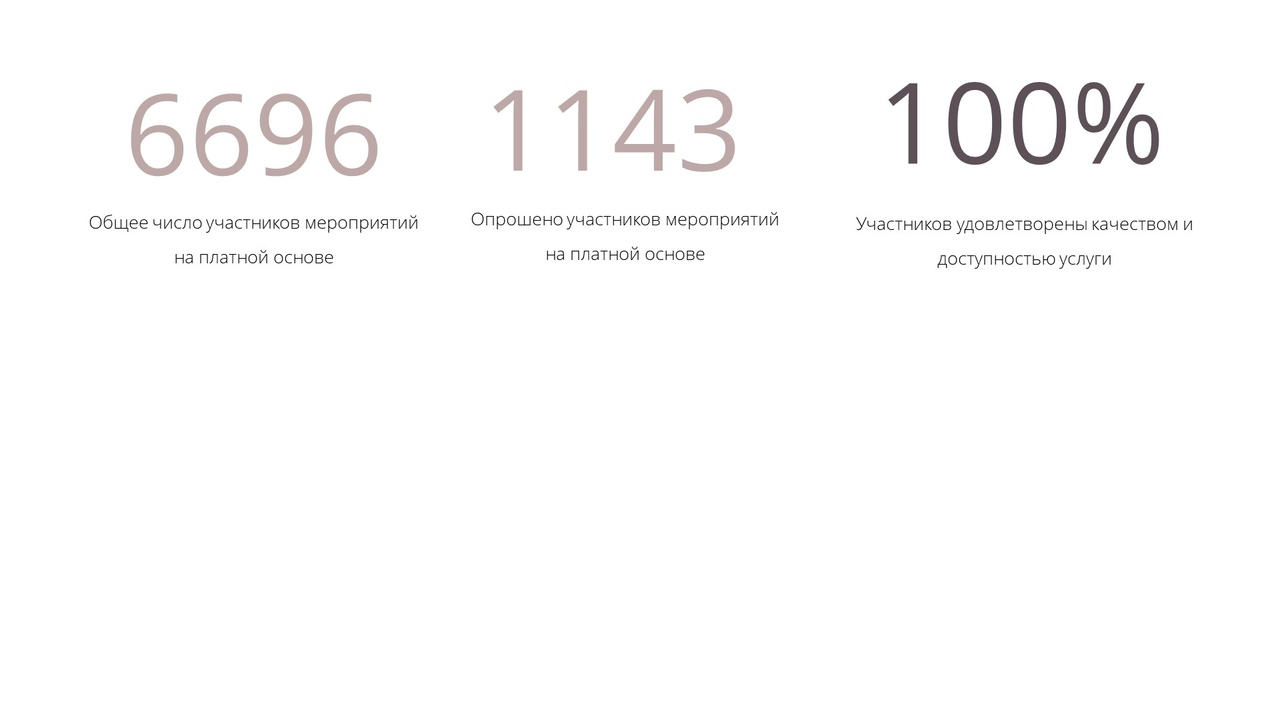 6696
Общее число участников мероприятий
на платной основе
1143
Опрошено участников мероприятий
на платной основе
100%
Участников удовлетворены качеством и
доступностью услуги